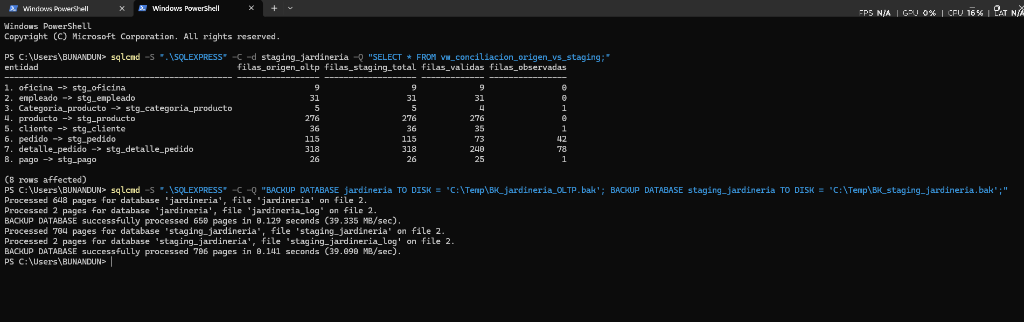 Windows PowerShell
Windows PowerShell
FPS N/A | GPU 0% | CPU 16% | LAT N/A
Windows PowerShell
Copyright (C) Microsoft Corporation. All rights reserved.
PS C:\Users\BUNANDUN> sqlcmd -S ".\SQLEXPRESS" -C -d staging_jardineria -Q "SELECT * FROM vw_conciliacion_origen_vs_staging;"
entidad filas_origen_oltp filas_staging_total filas_validas filas_observadas
1. oficina -> stg_oficina 9 9 9 0
2. empleado -> stg_empleado 31 31 31 0
3. Categoria_producto -> stg_categoria_producto 5 5 4 1
4. producto -> stg_producto 276 276 276 0
5. cliente -> stg_cliente 36 36 35 1
6. pedido -> stg_pedido 115 115 73 42
7. detalle_pedido -> stg_detalle_pedido 318 318 240 78
8. pago -> stg_pago 26 26 25 1
(8 rows affected)
PS C:\Users\BUNANDUN> sqlcmd -S ".\SQLEXPRESS" -C -Q "BACKUP DATABASE jardineria TO DISK = 'C:\Temp\BK_jardineria_OLTP.bak'; BACKUP DATABASE staging_jardineria TO DISK = 'C:\Temp\BK_staging_jardineria.bak';"
Processed 648 pages for database 'jardineria', file 'jardineria' on file 2.
Processed 2 pages for database 'jardineria', file 'jardineria_log' on file 2.
BACKUP DATABASE successfully processed 650 pages in 0.129 seconds (39.335 MB/sec).
Processed 704 pages for database 'staging_jardineria', file 'staging_jardineria' on file 2.
Processed 2 pages for database 'staging_jardineria', file 'staging_jardineria_log' on file 2.
BACKUP DATABASE successfully processed 706 pages in 0.141 seconds (39.090 MB/sec).
PS C:\Users\BUNANDUN>